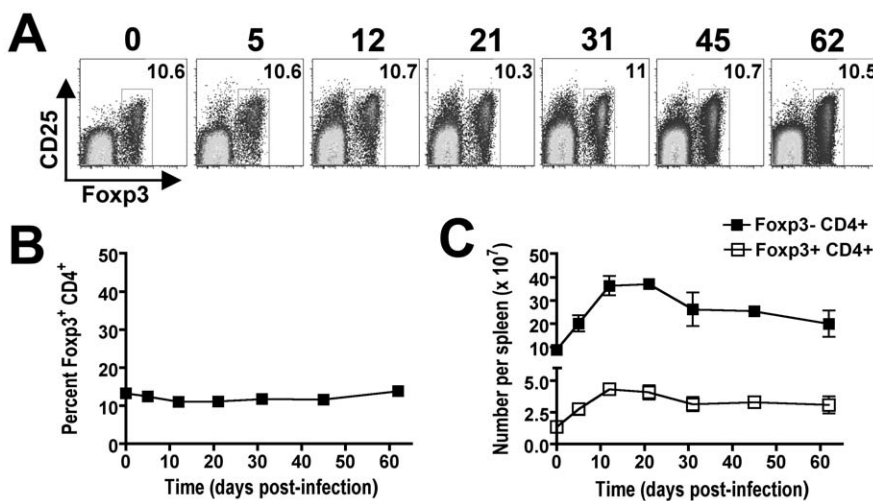 A
0 5 12 21 31 45 62
10.6 10.6 10.7 10.3 11 10.7 10.5
CD25
Foxp3
B
Percent Foxp3⁺ CD4⁺
50
40
30
20
10
0
0 10 20 30 40 50 60
Time (days post-infection)
C
Foxp3- CD4+
Foxp3+ CD4+
Number per spleen (x 10⁷)
50
40
30
20
10
5.0
2.5
0.0
0 10 20 30 40 50 60
Time (days post-infection)